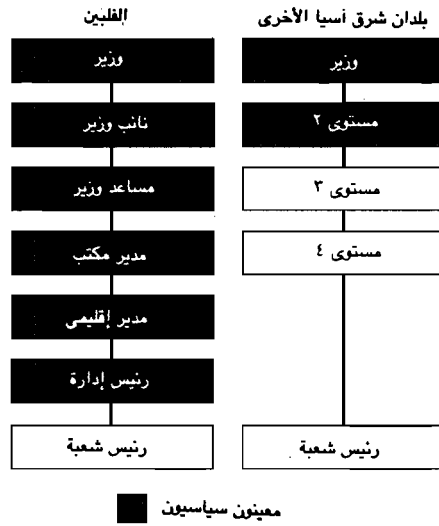 بلدان شرق آسيا الأخرى
وزير
مستوى ٢
مستوى ٣
مستوى ٤
رئيس شعبة
الفلبين
وزير
نائب وزير
مساعد وزير
مدير مكتب
مدير إقليمى
رئيس إدارة
رئيس شعبة
معينون سياسيون